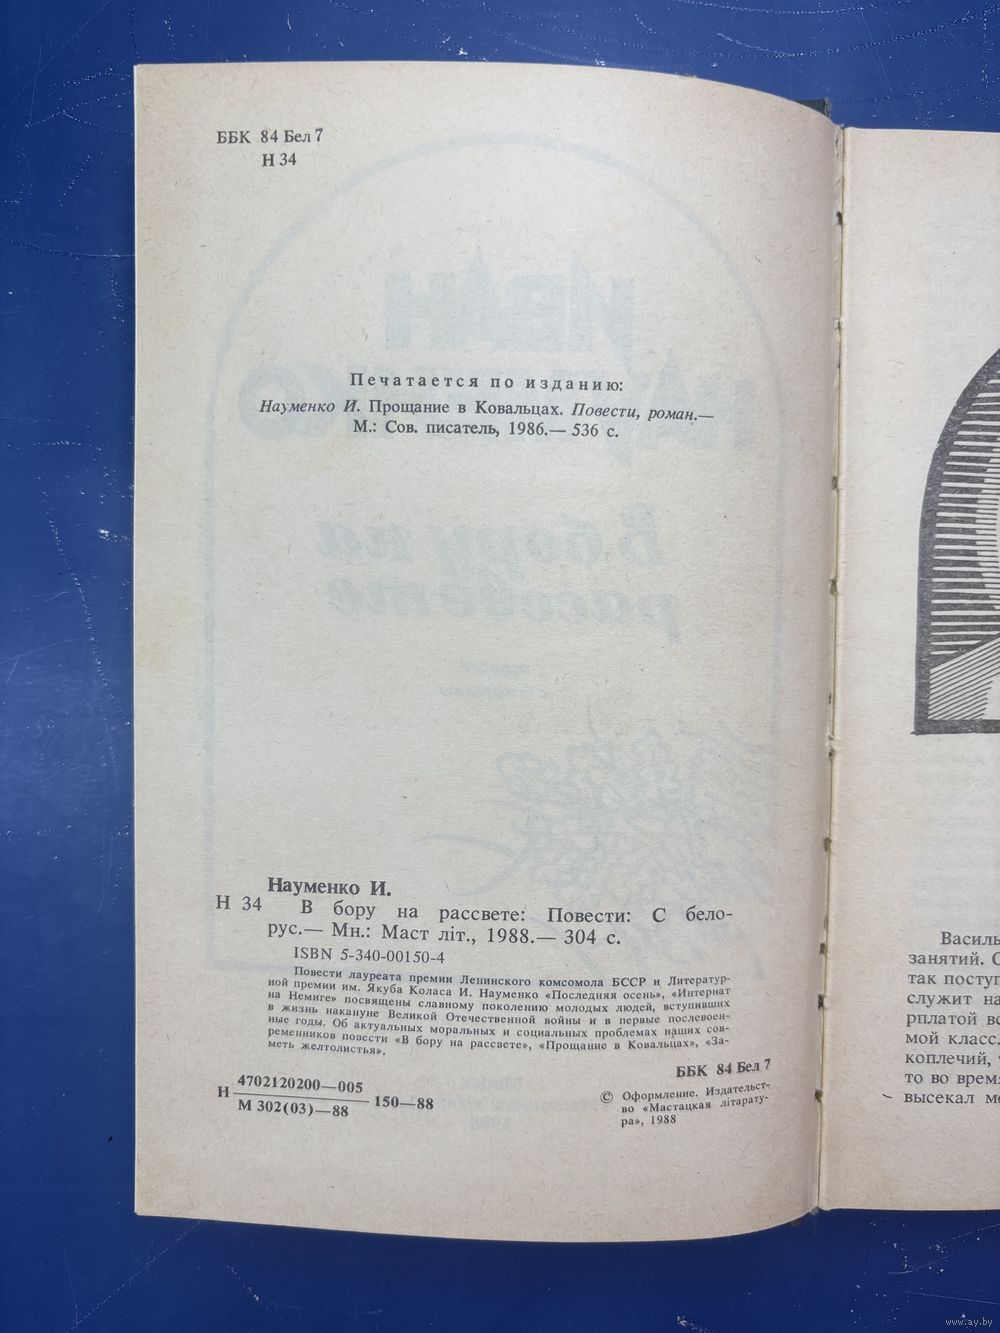 ББК 84 Бел 7
Н 34
Печатается по изданию:
Науменко И. Прощание в Ковальцах. Повести, роман.—
М.: Сов. писатель, 1986.— 536 с.
Науменко И.
Н 34 В бору на рассвете: Повести: С бело-
рус.— Мн.: Маст літ., 1988.— 304 с.
ISBN 5-340-00150-4
Повести лауреата премии Ленинского комсомола БССР и Литератур-
ной премии им. Якуба Коласа И. Науменко «Последняя осень», «Интернат
на Немиге» посвящены славному поколению молодых людей, вступивших
в жизнь накануне Великой Отечественной войны и в первые послевоен-
ные годы. Об актуальных моральных и социальных проблемах наших сов-
ременников повести «В бору на рассвете», «Прощание в Ковальцах», «За-
меть желтолистья».
Н 4702120200—005
М 302(03)—88 150—88
ББК 84 Бел 7
© Оформление. Издательст-
во «Мастацкая літарату-
ра», 1988
Василь
занятий. С
так поступ
служит на
рплатой вс
мой класс.
коплечий,
то во врем
высекал м
www.ay.by